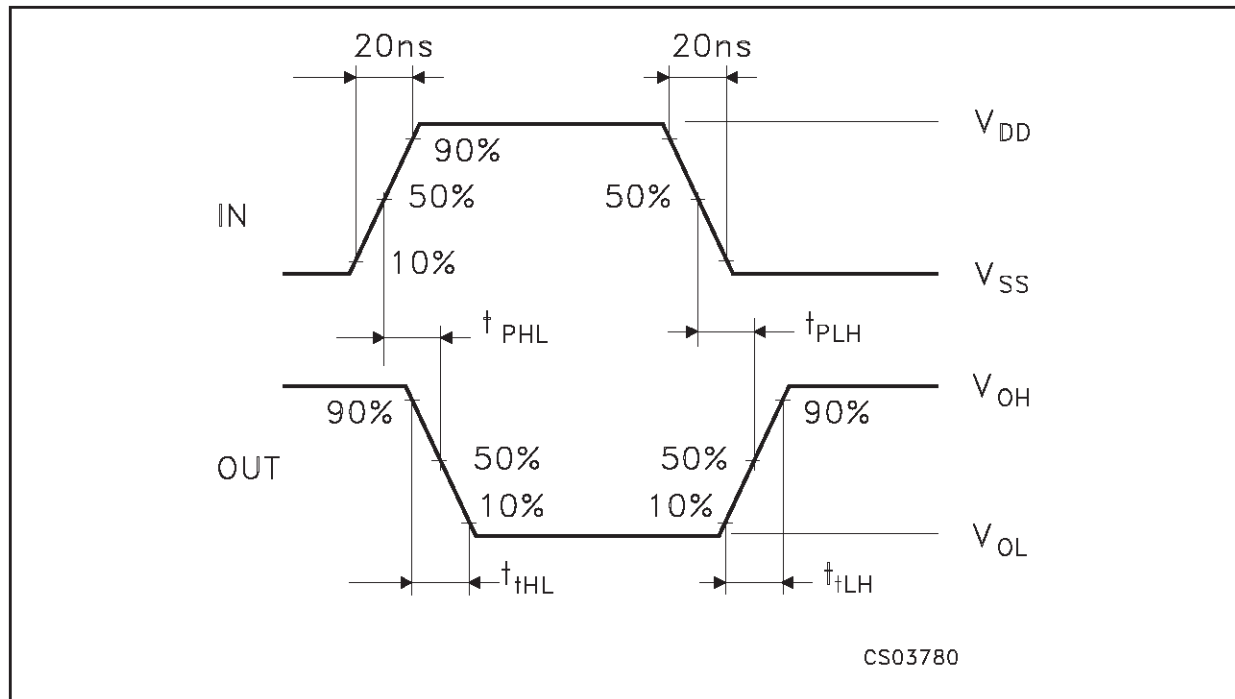 20ns 20ns
V DD
90%
50% 50%
IN
10%
V SS
t PHL t PLH
V OH
90% 90%
50% 50%
OUT
10% 10%
V OL
t tHL t tLH
CS03780